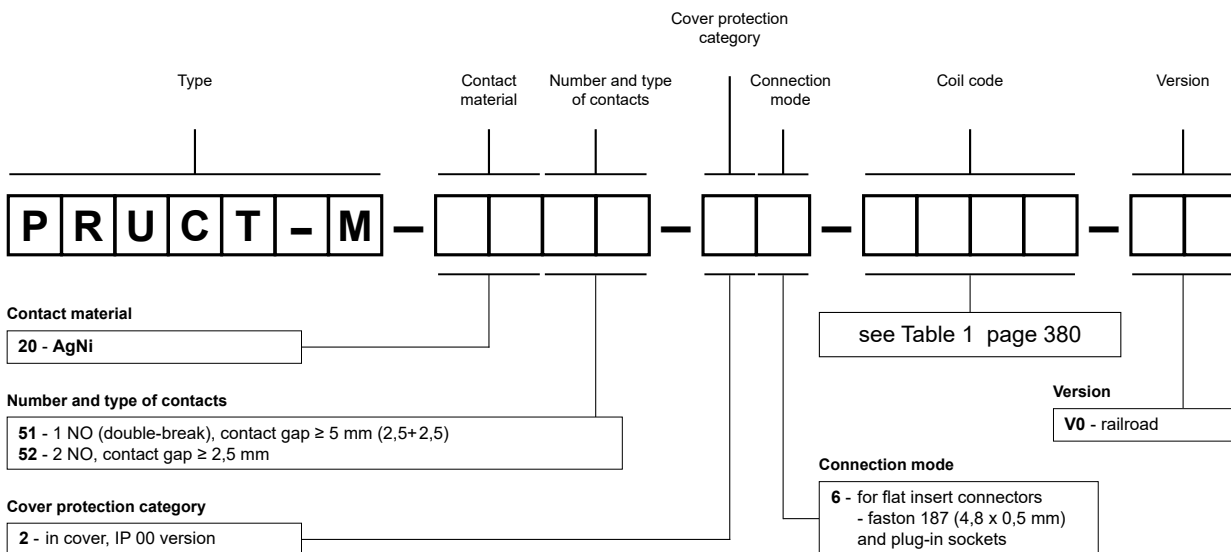 Cover protection
category
Type
Contact
material
Number and type
of contacts
Connection
mode
Coil code
Version
PRUCT-M – – – –
Contact material
20 - AgNi
see Table 1 page 380
Number and type of contacts
51 - 1 NO (double-break), contact gap ≥ 5 mm (2,5+2,5)
52 - 2 NO, contact gap ≥ 2,5 mm
Version
V0 - railroad
Cover protection category
2 - in cover, IP 00 version
Connection mode
6 - for flat insert connectors
- faston 187 (4,8 x 0,5 mm)
and plug-in sockets